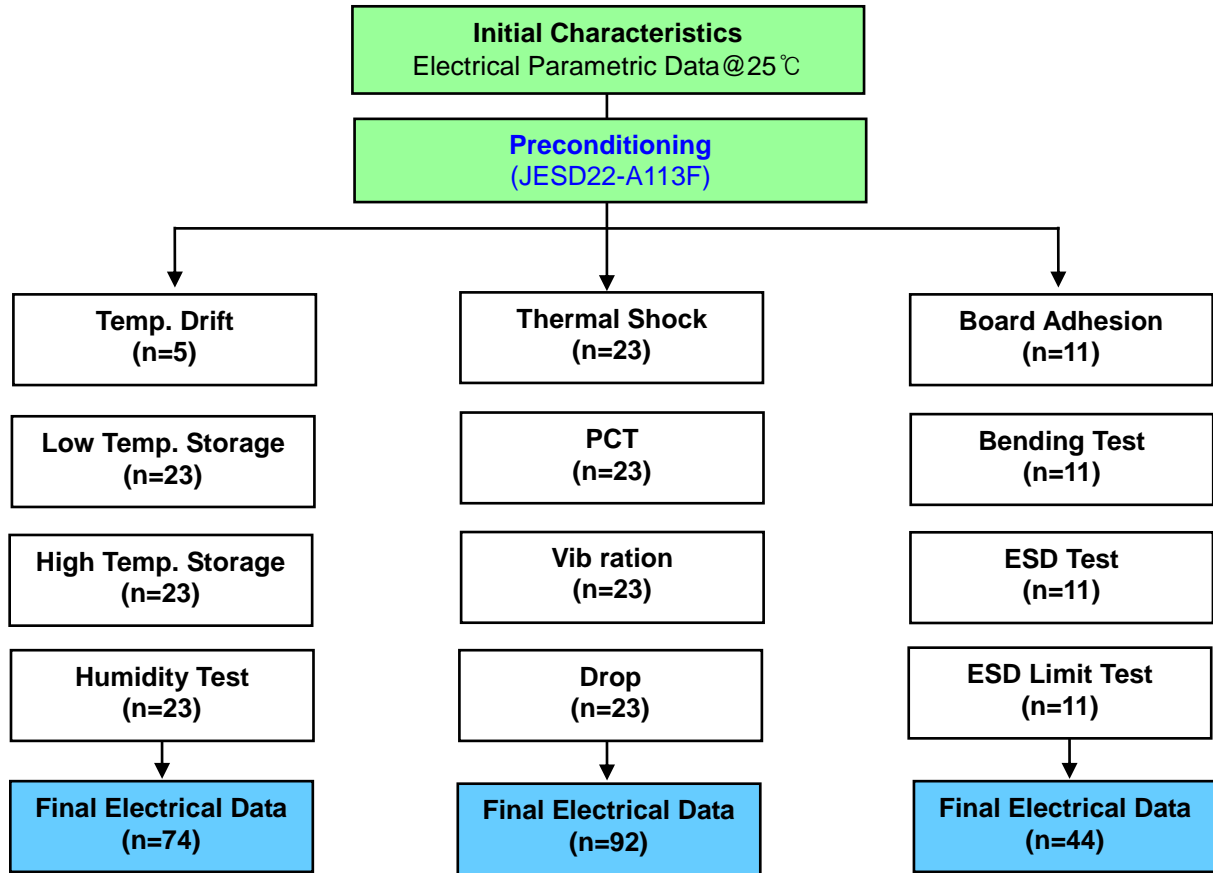 Initial Characteristics
Electrical Parametric Data@25℃
Preconditioning
(JESD22-A113F)
Temp. Drift
(n=5)
Low Temp. Storage
(n=23)
High Temp. Storage
(n=23)
Humidity Test
(n=23)
Final Electrical Data
(n=74)
Thermal Shock
(n=23)
PCT
(n=23)
Vib ration
(n=23)
Drop
(n=23)
Final Electrical Data
(n=92)
Board Adhesion
(n=11)
Bending Test
(n=11)
ESD Test
(n=11)
ESD Limit Test
(n=11)
Final Electrical Data
(n=44)